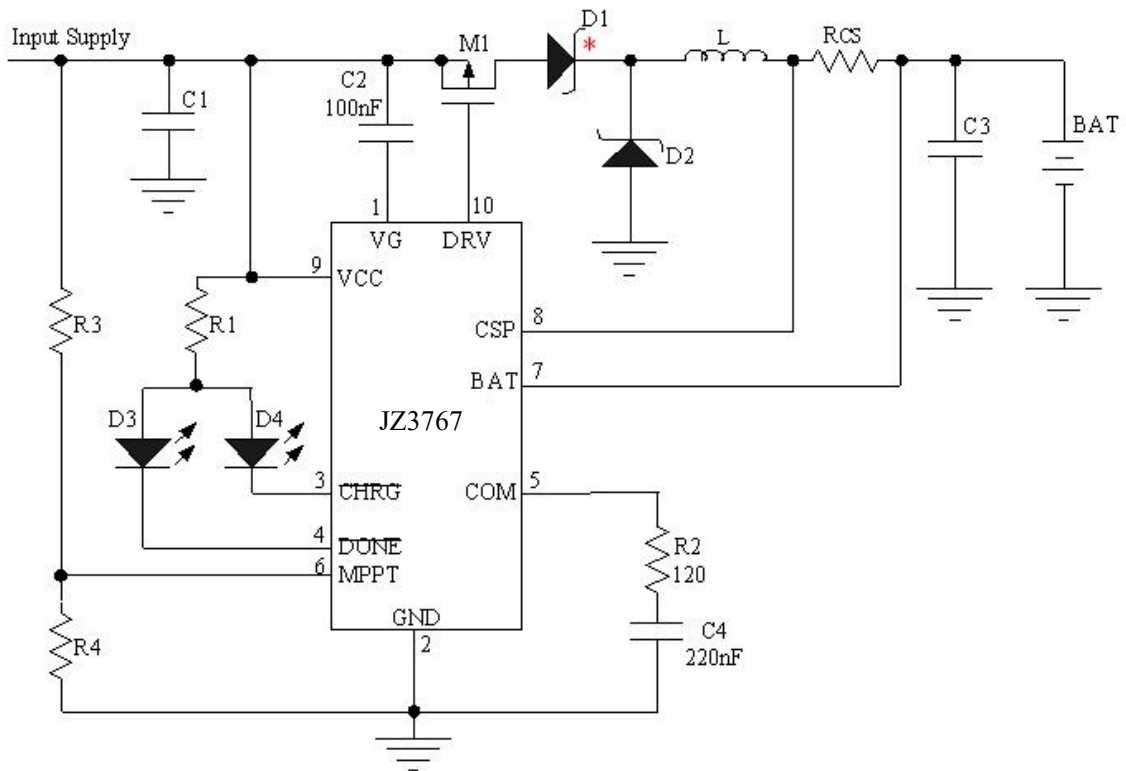 Input Supply
D1
*
M1
L
RCS
C2
100nF
C1
C3
BAT
D2
1
10
VG
DRV
9
VCC
R3
R1
CSP
8
BAT
7
D3
D4
JZ3767
3
CHRG
COM
5
4
DONE
R2
120
6
MPPT
GND
2
R4
C4
220nF